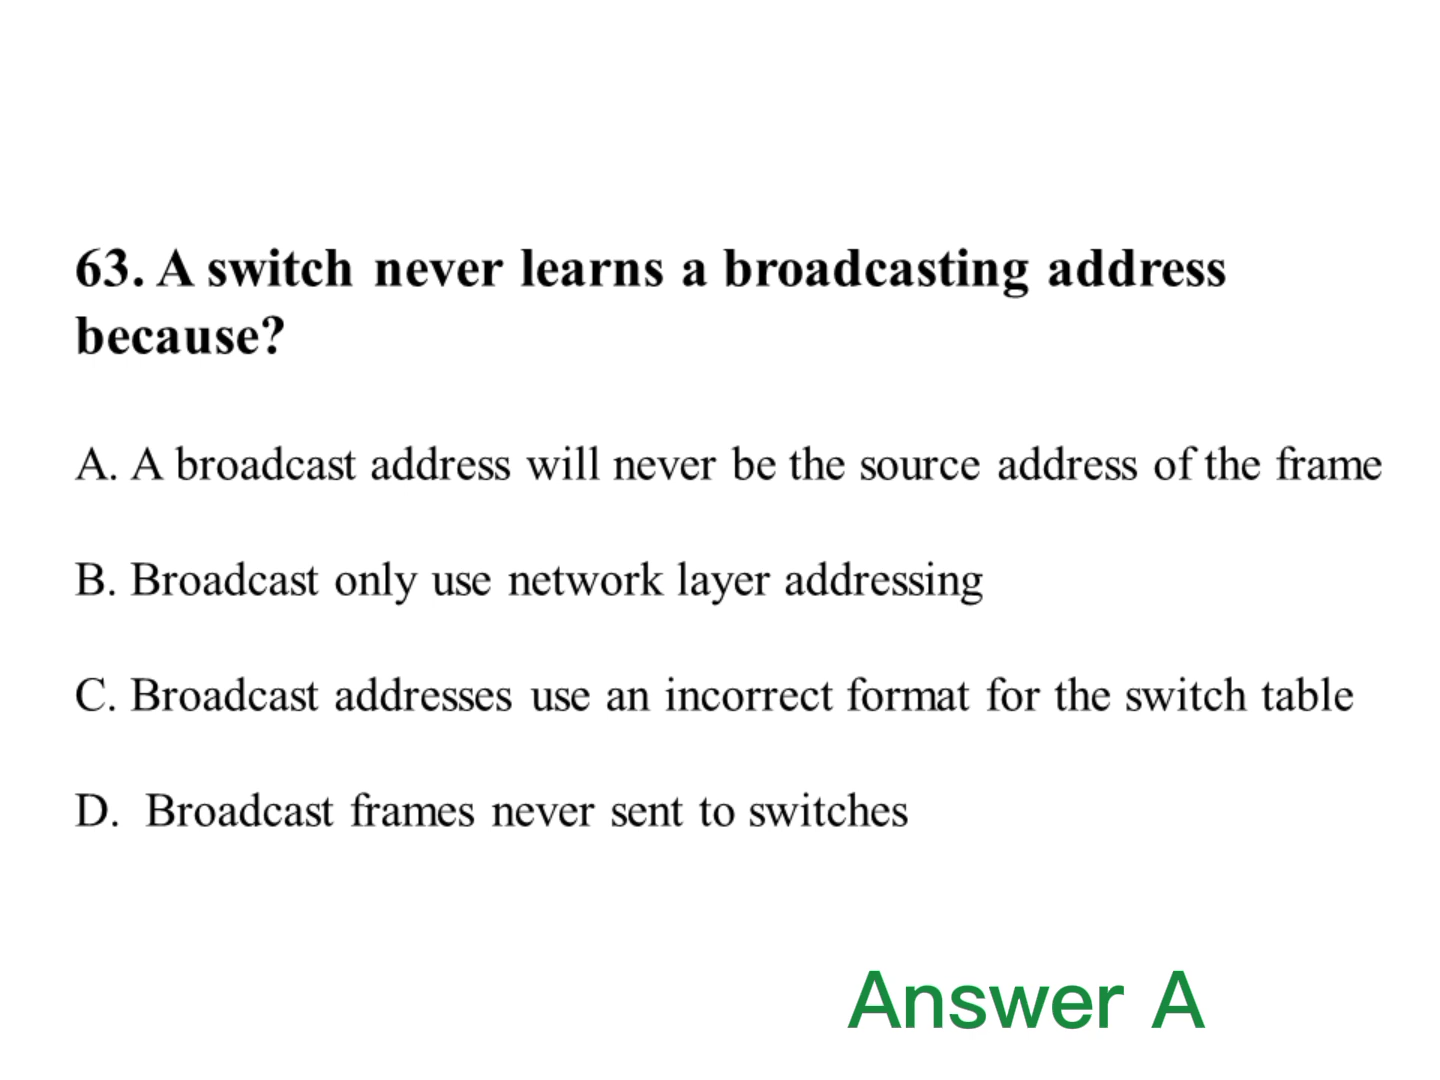 63. A switch never learns a broadcasting address
because?
A. A broadcast address will never be the source address of the frame
B. Broadcast only use network layer addressing
C. Broadcast addresses use an incorrect format for the switch table
D. Broadcast frames never sent to switches
Answer A